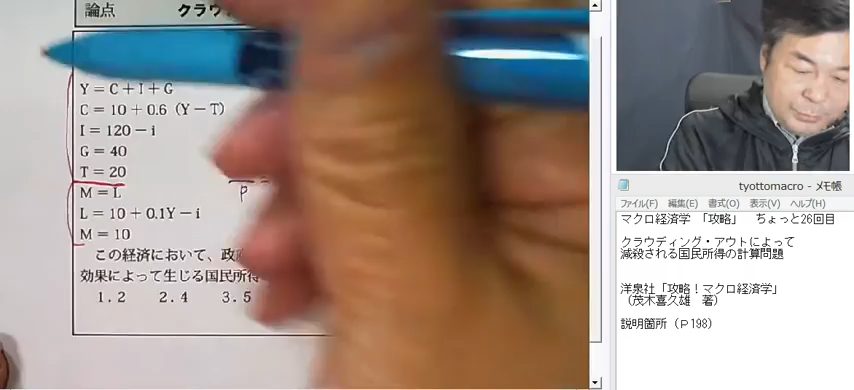 論点 クラウ
Y = C + I + G
C = 10 + 0.6 (Y − T)
I = 120 − i
G = 40
T = 20
M = L
L = 10 + 0.1Y − i
M = 10
P
この経済において、政
効果によって生じる国民所得
1. 2 2. 4 3. 5
tyottomacro - メモ帳
ファイル(F) 編集(E) 書式(O) 表示(V) ヘルプ(H)
マクロ経済学 「攻略」 ちょっと26回目
クラウディング・アウトによって
減殺される国民所得の計算問題
洋泉社「攻略！マクロ経済学」
（茂木喜久雄 著）
説明箇所（Ｐ198）